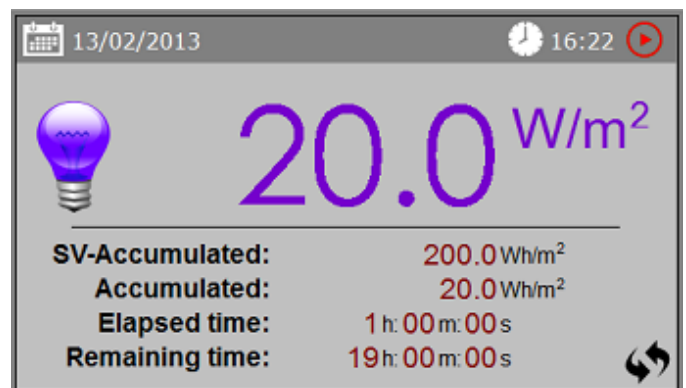 13/02/2013 16:22
20.0 W/m²
SV-Accumulated: 200.0 Wh/m²
Accumulated: 20.0 Wh/m²
Elapsed time: 1 h: 00 m: 00 s
Remaining time: 19 h: 00 m: 00 s